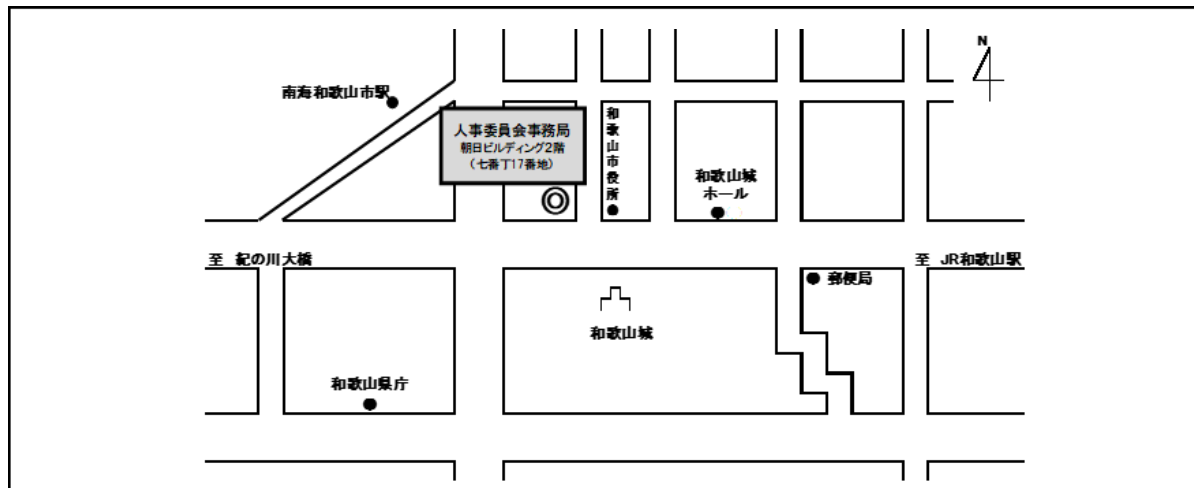 N
南海和歌山市駅
人事委員会事務局
朝日ビルディング2階
（七番丁17番地）
和歌山市役所
和歌山城
ホール
至 紀の川大橋
至 JR和歌山駅
郵便局
和歌山城
和歌山県庁